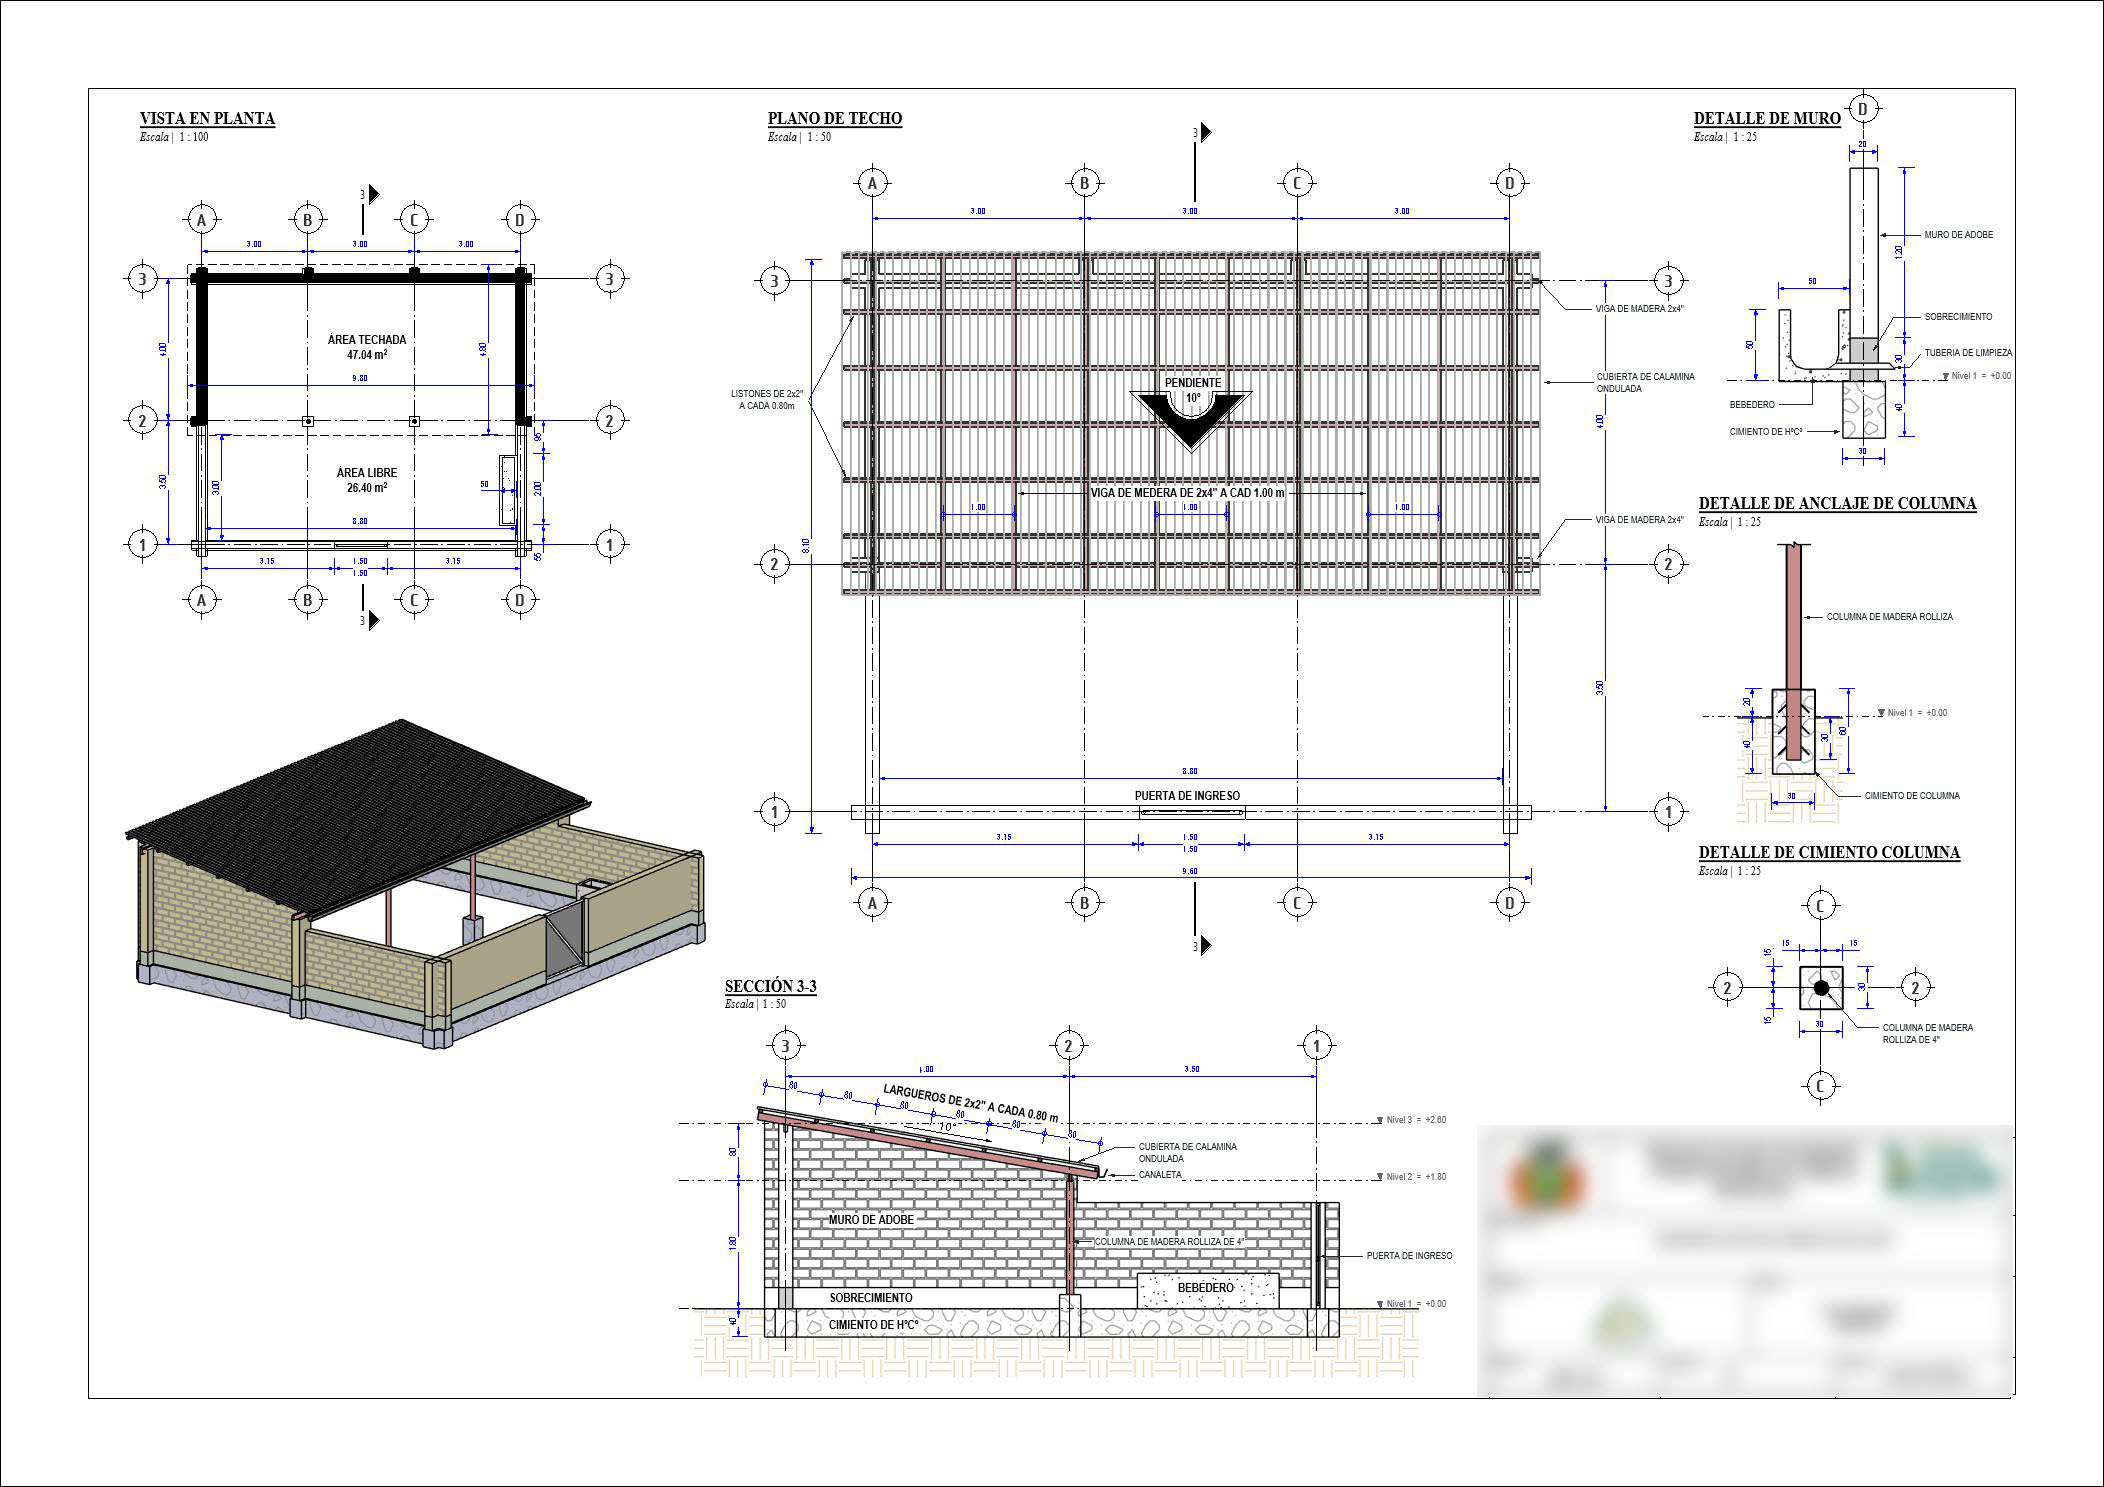 VISTA EN PLANTA
Escala | 1 : 100
3
A
B
C
D
3.00
3.00
3.00
3
3
ÁREA TECHADA
47.04 m²
4.00
4.80
9.80
2
2
ÁREA LIBRE
26.40 m²
3.50
3.00
95
50
2.00
8.80
1
1
55
3.15
1.50
3.15
1.50
A
B
C
D
3
PLANO DE TECHO
Escala | 1 : 50
3
A
B
C
D
3.00
3.00
3.00
3
3
VIGA DE MADERA 2x4"
CUBIERTA DE CALAMINA
ONDULADA
LISTONES DE 2x2"
A CADA 0.80m
PENDIENTE
10°
4.00
VIGA DE MEDERA DE 2x4" A CAD 1.00 m
1.00
1.00
1.00
VIGA DE MADERA 2x4"
8.10
2
2
3.50
8.80
PUERTA DE INGRESO
1
1
3.15
1.50
3.15
1.50
9.60
A
B
C
D
3
DETALLE DE MURO
Escala | 1 : 25
D
20
MURO DE ADOBE
1.20
50
SOBRECIMIENTO
50
TUBERIA DE LIMPIEZA
30
Nivel 1 = +0.00
BEBEDERO
40
CIMIENTO DE HºCº
30
DETALLE DE ANCLAJE DE COLUMNA
Escala | 1 : 25
COLUMNA DE MADERA ROLLIZA
20
Nivel 1 = +0.00
40
30
60
CIMIENTO DE COLUMNA
30
DETALLE DE CIMIENTO COLUMNA
Escala | 1 : 25
C
15
15
15
2
2
30
15
30
COLUMNA DE MADERA
ROLLIZA DE 4"
C
SECCIÓN 3-3
Escala | 1 : 50
3
2
1
4.00
3.50
80
80
80
80
80
80
LARGUEROS DE 2x2" A CADA 0.80 m
10°
Nivel 3 = +2.60
CUBIERTA DE CALAMINA
ONDULADA
80
CANALETA
Nivel 2 = +1.80
MURO DE ADOBE
1.80
COLUMNA DE MADERA ROLLIZA DE 4"
PUERTA DE INGRESO
BEBEDERO
SOBRECIMIENTO
Nivel 1 = +0.00
40
CIMIENTO DE HºCº